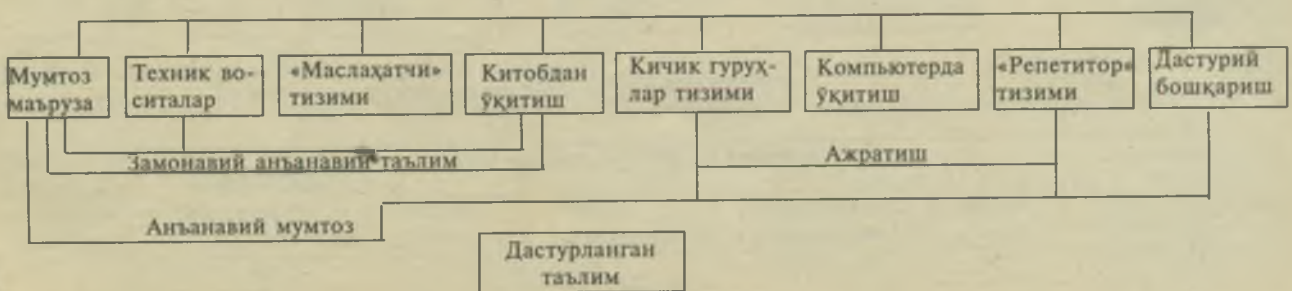 Мумтоз
маъруза
Техник во-
ситалар
«Маслаҳатчи»
тизими
Китобдан
ўқитиш
Кичик гуруҳ-
лар тизими
Компьютерда
ўқитиш
«Репетитор»
тизими
Дастурий
бошқариш
Замонавий анъанавий таълим
Ажратиш
Анъанавий мумтоз
Дастурланган
таълим